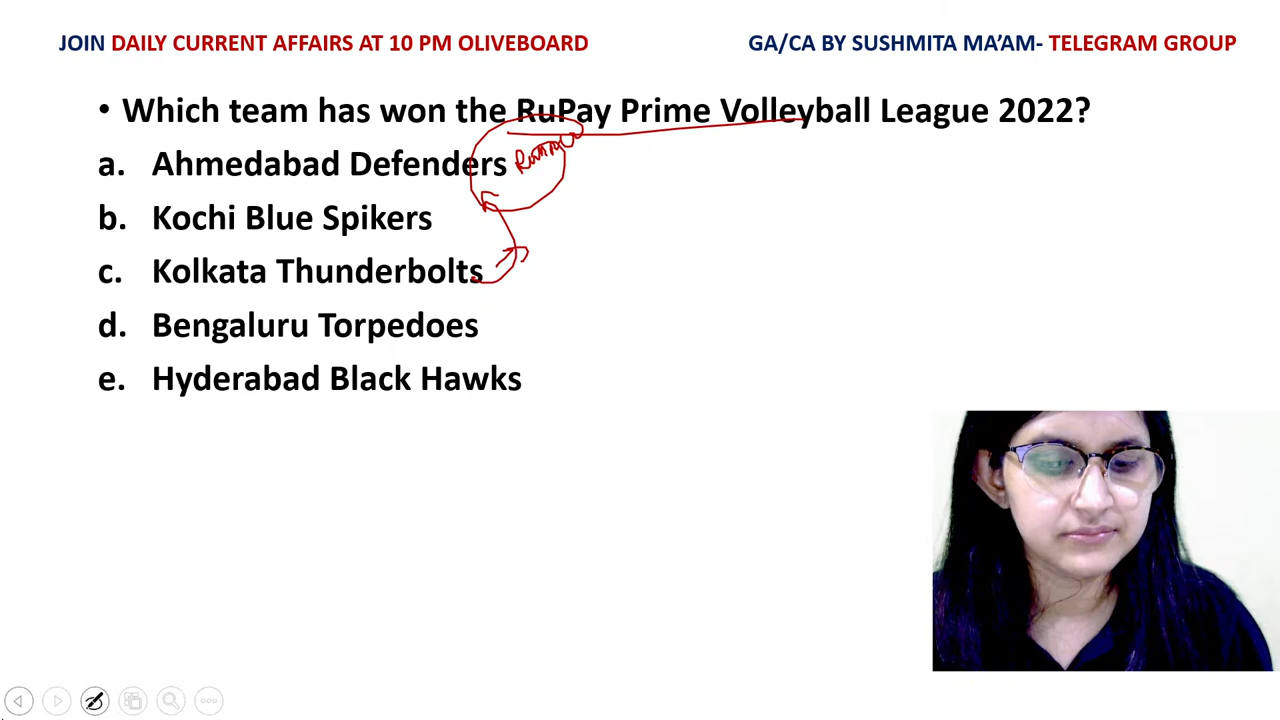 JOIN DAILY CURRENT AFFAIRS AT 10 PM OLIVEBOARD
GA/CA BY SUSHMITA MA'AM- TELEGRAM GROUP
• Which team has won the RuPay Prime Volleyball League 2022?
a. Ahmedabad Defenders
b. Kochi Blue Spikers
c. Kolkata Thunderbolts
d. Bengaluru Torpedoes
e. Hyderabad Black Hawks